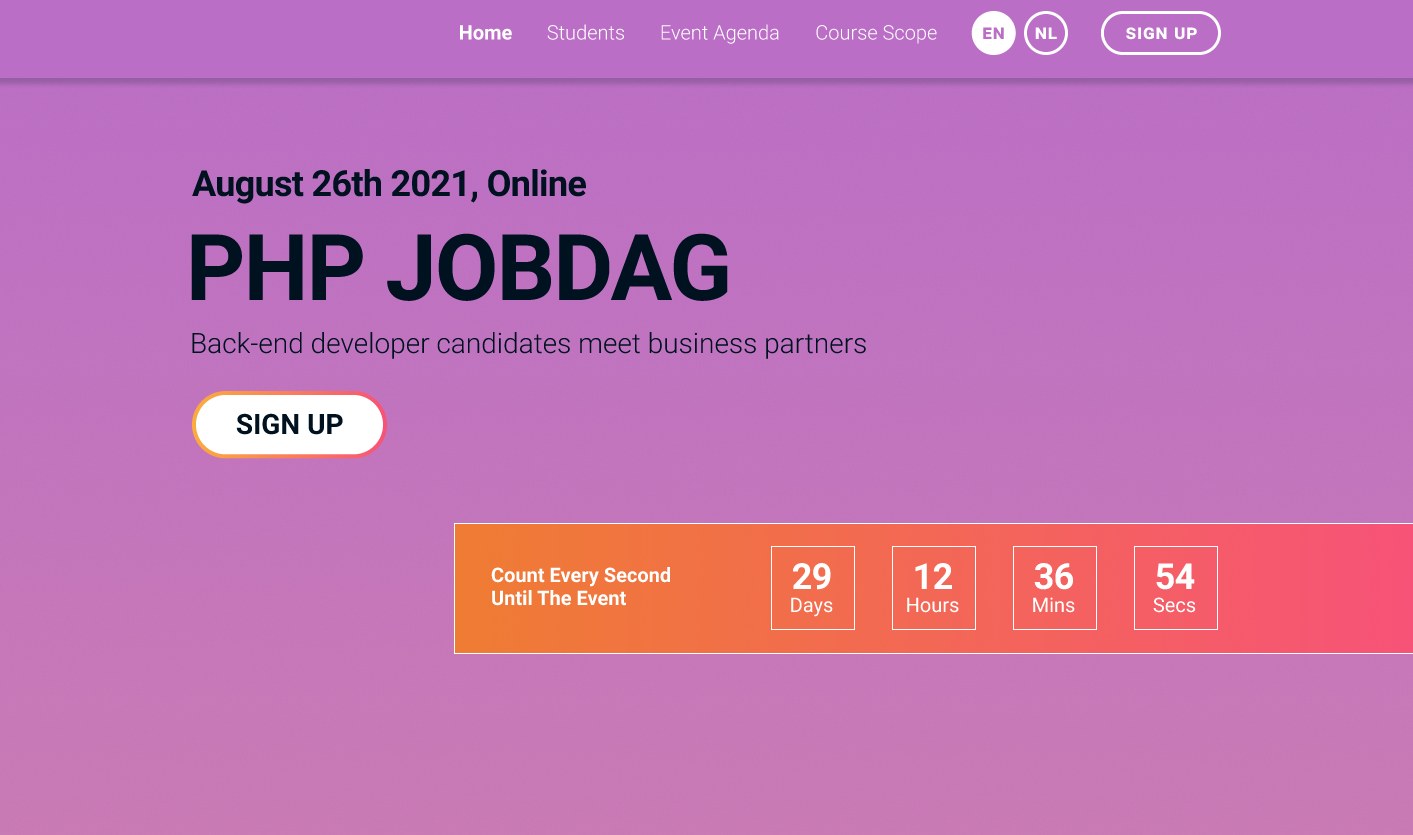 Home Students Event Agenda Course Scope EN NL SIGN UP
August 26th 2021, Online
PHP JOBDAG
Back-end developer candidates meet business partners
SIGN UP
Count Every Second
Until The Event
29 12 36 54
Days Hours Mins Secs